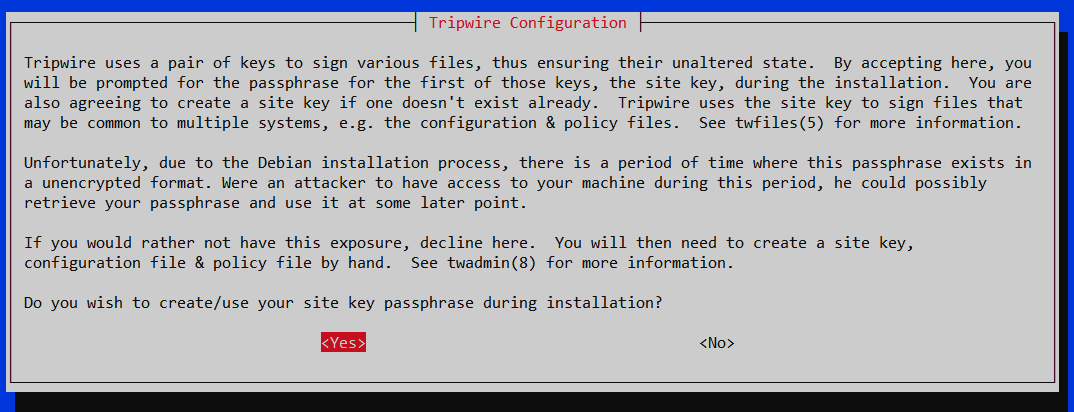 Tripwire Configuration
Tripwire uses a pair of keys to sign various files, thus ensuring their unaltered state.  By accepting here, you
will be prompted for the passphrase for the first of those keys, the site key, during the installation.  You are
also agreeing to create a site key if one doesn't exist already.  Tripwire uses the site key to sign files that
may be common to multiple systems, e.g. the configuration & policy files.  See twfiles(5) for more information.
Unfortunately, due to the Debian installation process, there is a period of time where this passphrase exists in
a unencrypted format. Were an attacker to have access to your machine during this period, he could possibly
retrieve your passphrase and use it at some later point.
If you would rather not have this exposure, decline here.  You will then need to create a site key,
configuration file & policy file by hand.  See twadmin(8) for more information.
Do you wish to create/use your site key passphrase during installation?
<Yes> <No>